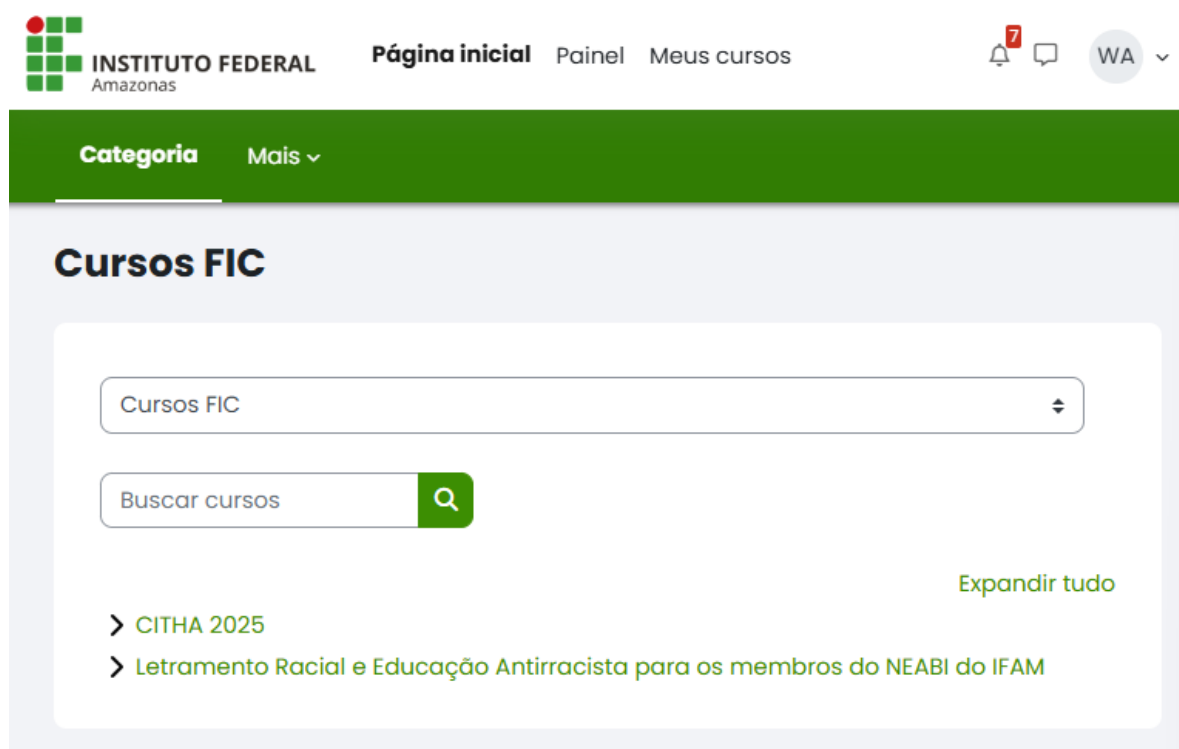 INSTITUTO FEDERAL
Amazonas
Página inicial Painel Meus cursos
7
WA
Categoria Mais
Cursos FIC
Cursos FIC
Buscar cursos
Expandir tudo
CITHA 2025
Letramento Racial e Educação Antirracista para os membros do NEABI do IFAM